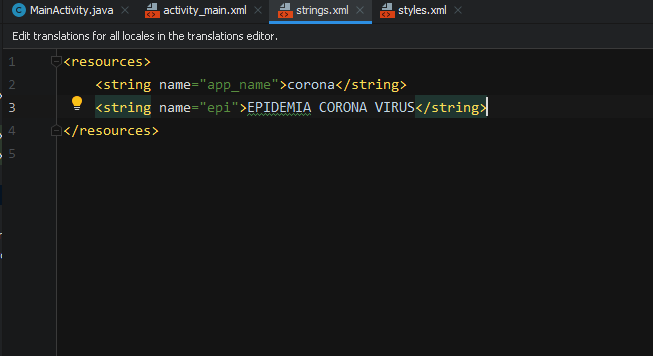 MainActivity.java activity_main.xml strings.xml styles.xml
Edit translations for all locales in the translations editor.
1 <resources>
2 <string name="app_name">corona</string>
3 <string name="epi">EPIDEMIA CORONA VIRUS</string>
4 </resources>
5